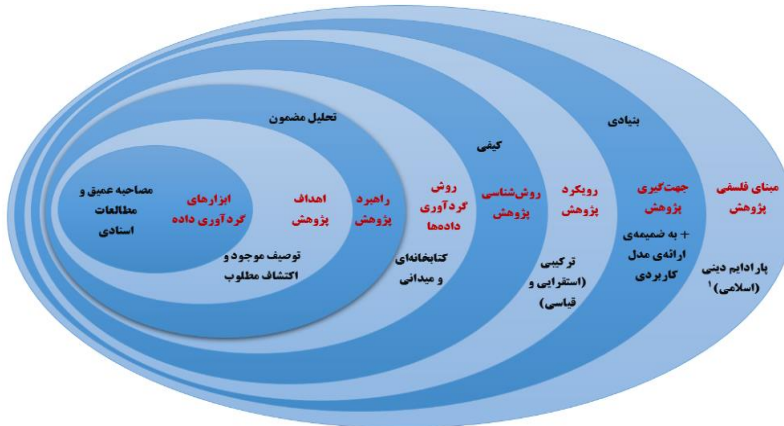 مبنای فلسفی
پژوهش
پارادایم دینی
(اسلامی)۱
بنیادی
جهت‌گیری
پژوهش
+ به ضمیمه‌ی
ارائه‌ی مدل
کاربردی
رویکرد
پژوهش
ترکیبی
(استقرایی و
قیاسی)
کیفی
روش‌شناسی
پژوهش
روش
گردآوری
داده‌ها
کتابخانه‌ای
و میدانی
تحلیل مضمون
راهبرد
پژوهش
اهداف
پژوهش
توصیف موجود و
اکتشاف مطلوب
ابزارهای
گردآوری داده
مصاحبه عمیق و
مطالعات
اسنادی